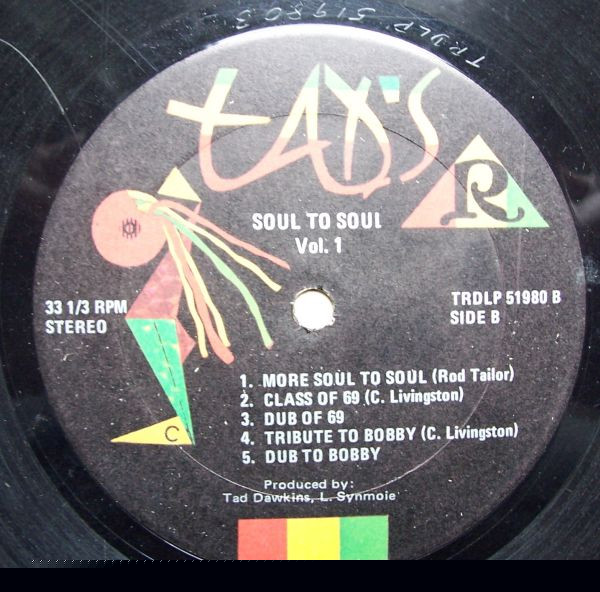 TRDLP 51980 B
TAD'S
R
SOUL TO SOUL
Vol. 1
33 1/3 RPM
STEREO
TRDLP 51980 B
SIDE B
1. MORE SOUL TO SOUL (Rod Tailor)
2. CLASS OF 69 (C. Livingston)
3. DUB OF 69
4. TRIBUTE TO BOBBY (C. Livingston)
5. DUB TO BOBBY
C
Produced by:
Tad Dawkins, L. Synmoie